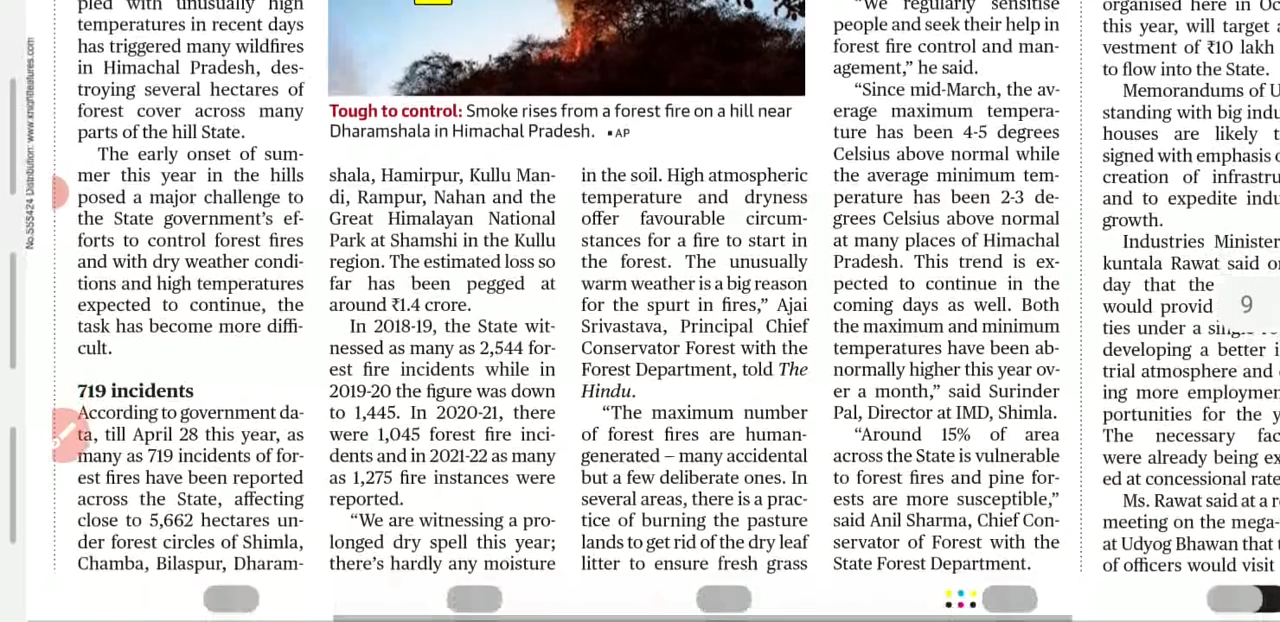 No.555424 Distribution: www.knightfeatures.com
pled with unusually high
temperatures in recent days
has triggered many wildfires
in Himachal Pradesh, des-
troying several hectares of
forest cover across many
parts of the hill State.
The early onset of sum-
mer this year in the hills
posed a major challenge to
the State government's ef-
forts to control forest fires
and with dry weather condi-
tions and high temperatures
expected to continue, the
task has become more diffi-
cult.
719 incidents
According to government da-
ta, till April 28 this year, as
many as 719 incidents of for-
est fires have been reported
across the State, affecting
close to 5,662 hectares un-
der forest circles of Shimla,
Chamba, Bilaspur, Dharam-
Tough to control: Smoke rises from a forest fire on a hill near
Dharamshala in Himachal Pradesh. ▪ AP
shala, Hamirpur, Kullu Man-
di, Rampur, Nahan and the
Great Himalayan National
Park at Shamshi in the Kullu
region. The estimated loss so
far has been pegged at
around ₹1.4 crore.
In 2018-19, the State wit-
nessed as many as 2,544 for-
est fire incidents while in
2019-20 the figure was down
to 1,445. In 2020-21, there
were 1,045 forest fire inci-
dents and in 2021-22 as many
as 1,275 fire instances were
reported.
"We are witnessing a pro-
longed dry spell this year;
there's hardly any moisture
in the soil. High atmospheric
temperature and dryness
offer favourable circum-
stances for a fire to start in
the forest. The unusually
warm weather is a big reason
for the spurt in fires," Ajai
Srivastava, Principal Chief
Conservator Forest with the
Forest Department, told The
Hindu.
"The maximum number
of forest fires are human-
generated – many accidental
but a few deliberate ones. In
several areas, there is a prac-
tice of burning the pasture
lands to get rid of the dry leaf
litter to ensure fresh grass
"We regularly sensitise
people and seek their help in
forest fire control and man-
agement," he said.
"Since mid-March, the av-
erage maximum tempera-
ture has been 4-5 degrees
Celsius above normal while
the average minimum tem-
perature has been 2-3 de-
grees Celsius above normal
at many places of Himachal
Pradesh. This trend is ex-
pected to continue in the
coming days as well. Both
the maximum and minimum
temperatures have been ab-
normally higher this year ov-
er a month," said Surinder
Pal, Director at IMD, Shimla.
"Around 15% of area
across the State is vulnerable
to forest fires and pine for-
ests are more susceptible,"
said Anil Sharma, Chief Con-
servator of Forest with the
State Forest Department.
organised here in Oc
this year, will target
vestment of ₹10 lakh
to flow into the State.
Memorandums of U
standing with big indu
houses are likely t
signed with emphasis
creation of infrastru
and to expedite indu
growth.
Industries Minister
kuntala Rawat said o
day that the
would provid
ties under a
developing a better i
trial atmosphere and
ing more employmen
portunities for the y
The necessary fac
were already being ex
ed at concessional rate
Ms. Rawat said at a r
meeting on the mega-
at Udyog Bhawan that t
of officers would visit
9